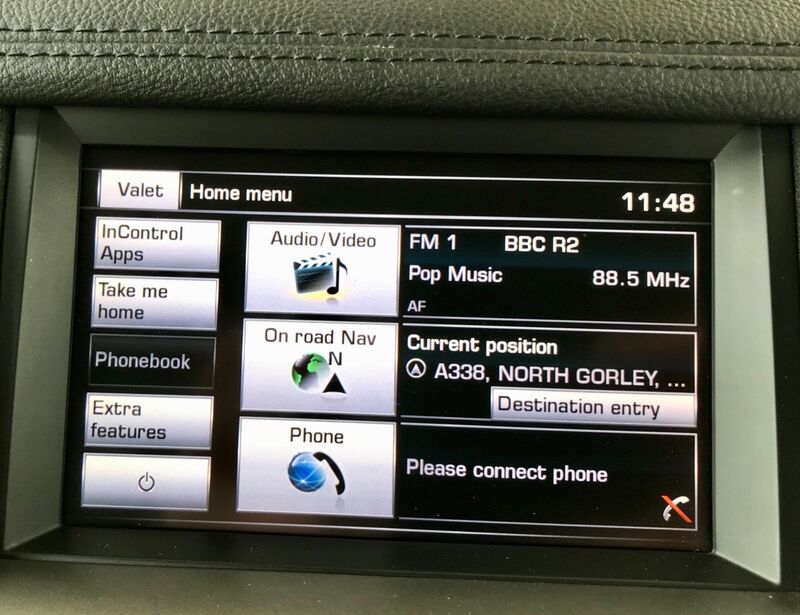 Valet
Home menu
11:48
InControl
Apps
Take me
home
Phonebook
Extra
features
Audio/Video
On road Nav
N
Phone
FM 1 BBC R2
Pop Music 88.5 MHz
AF
Current position
A338, NORTH GORLEY, ...
Destination entry
Please connect phone